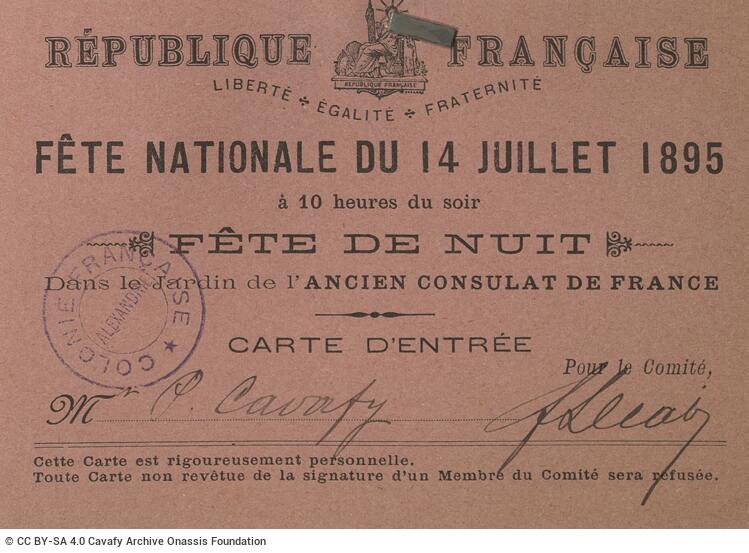 RÉPUBLIQUE FRANÇAISE
RÉPUBLIQUE FRANÇAISE
LIBERTÉ ÷ ÉGALITÉ ÷ FRATERNITÉ
FÊTE NATIONALE DU 14 JUILLET 1895
à 10 heures du soir
FÊTE DE NUIT
Dans le Jardin de l'ANCIEN CONSULAT DE FRANCE
COLONIE FRANÇAISE ★
ALEXANDRIE
CARTE D'ENTRÉE
Pour le Comité,
Mr. Cavafy
Cette Carte est rigoureusement personnelle.
Toute Carte non revêtue de la signature d'un Membre du Comité sera refusée.
© CC BY-SA 4.0 Cavafy Archive Onassis Foundation